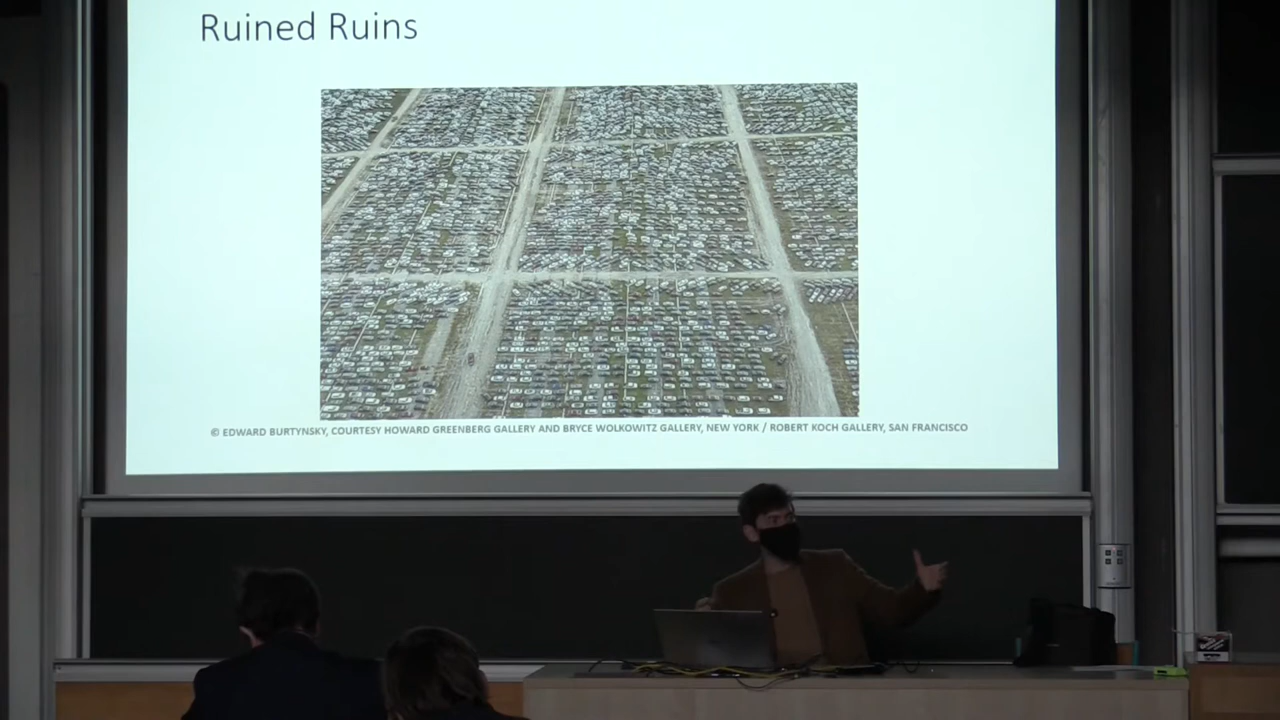 Ruined Ruins
© EDWARD BURTYNSKY, COURTESY HOWARD GREENBERG GALLERY AND BRYCE WOLKOWITZ GALLERY, NEW YORK / ROBERT KOCH GALLERY, SAN FRANCISCO